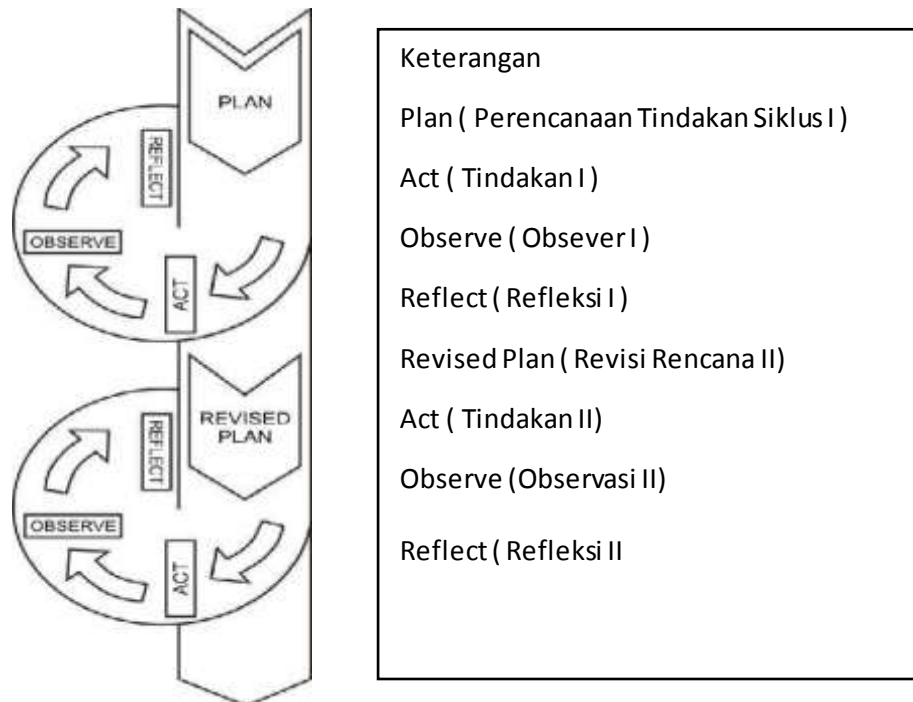 PLAN
REFLECT
OBSERVE
ACT
REVISED
PLAN
REFLECT
OBSERVE
ACT
Keterangan
Plan ( Perencanaan Tindakan Siklus I )
Act ( Tindakan I )
Observe ( Obsever I )
Reflect ( Refleksi I )
Revised Plan ( Revisi Rencana II)
Act ( Tindakan II)
Observe (Observasi II)
Reflect ( Refleksi II